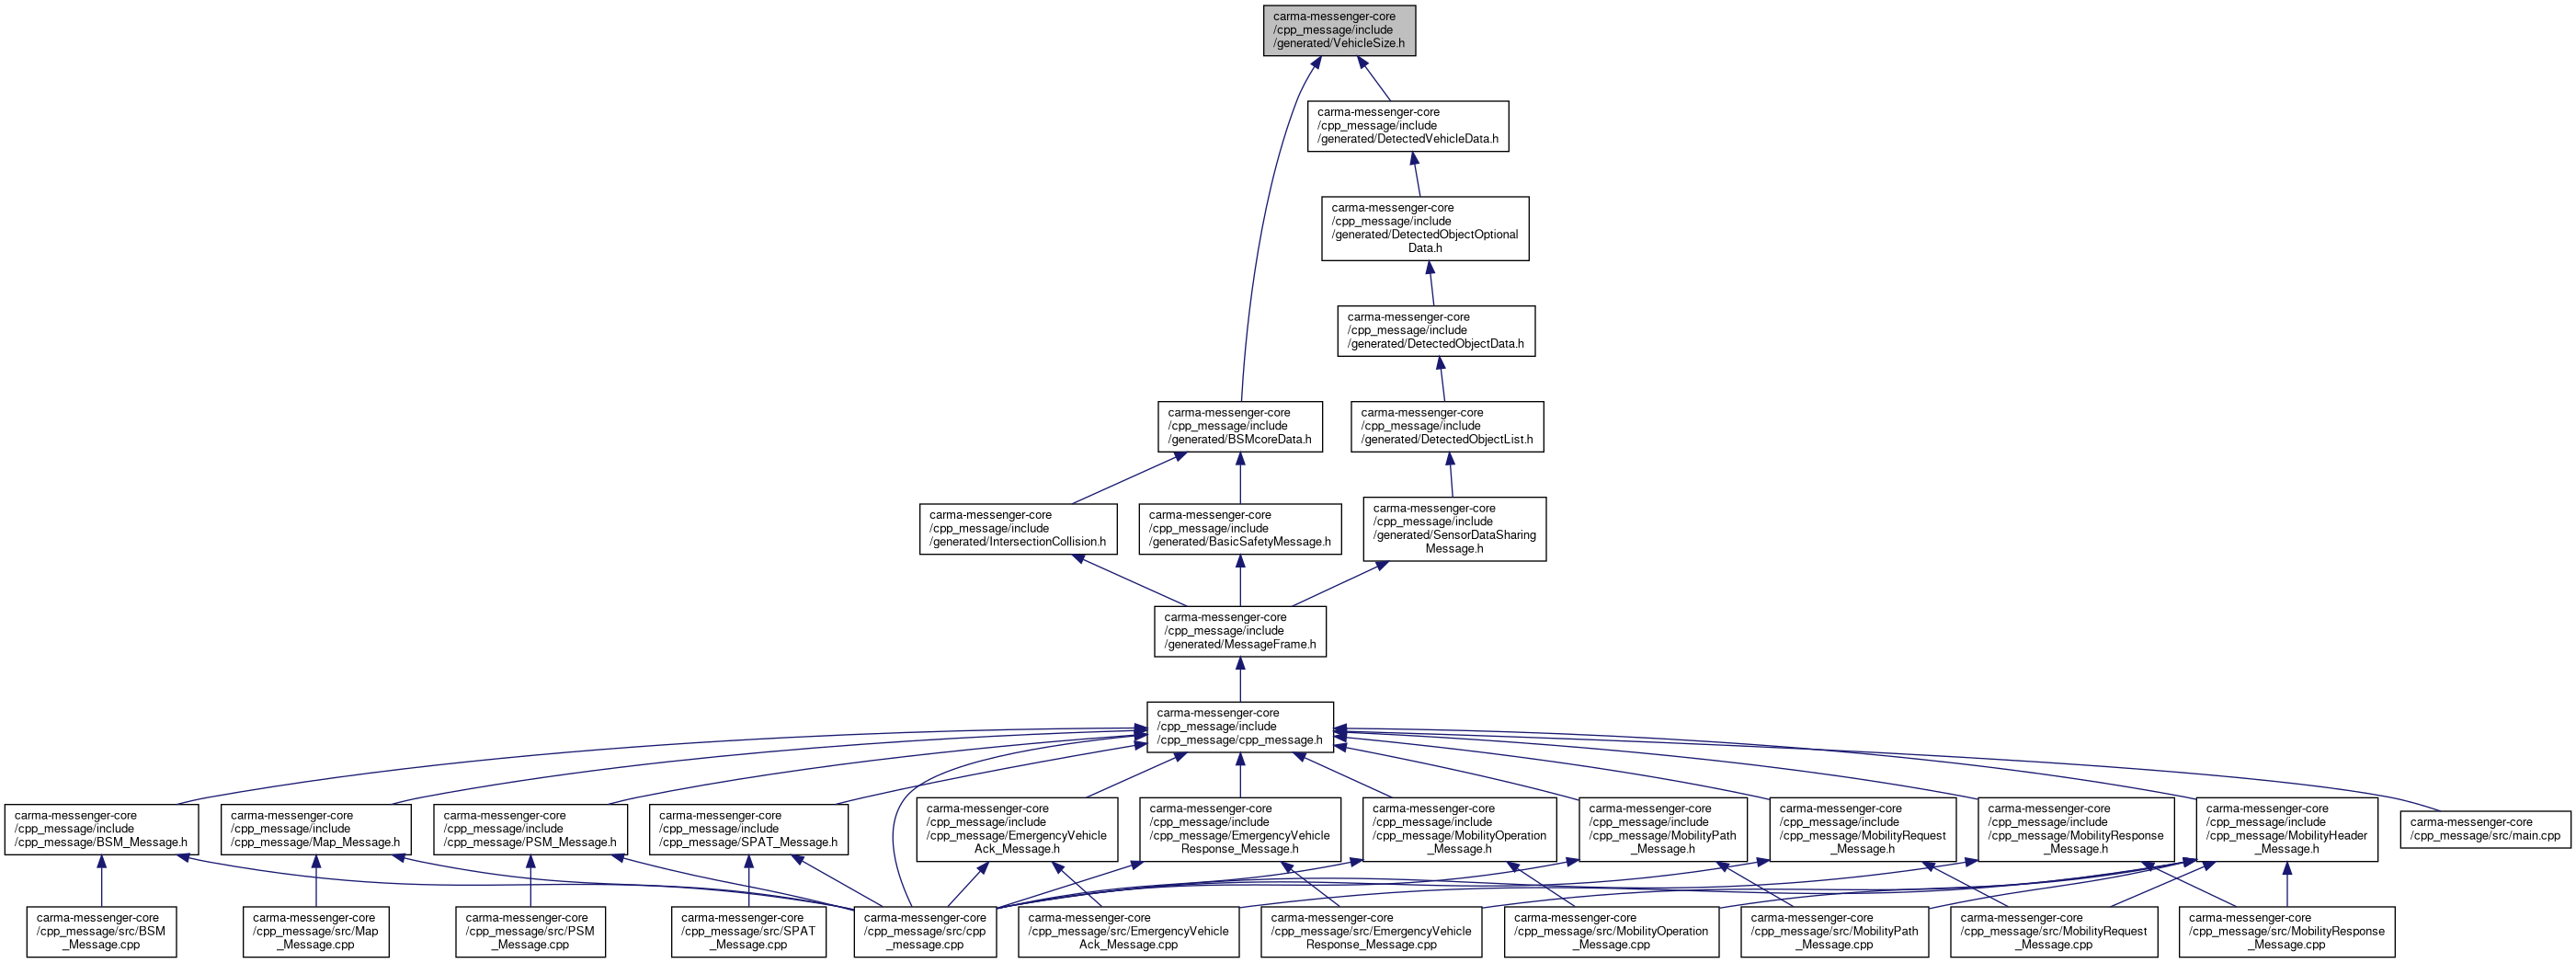 carma-messenger-core
/cpp_message/include
/generated/VehicleSize.h
carma-messenger-core
/cpp_message/include
/generated/DetectedVehicleData.h
carma-messenger-core
/cpp_message/include
/generated/DetectedObjectOptional
Data.h
carma-messenger-core
/cpp_message/include
/generated/DetectedObjectData.h
carma-messenger-core
/cpp_message/include
/generated/BSMcoreData.h
carma-messenger-core
/cpp_message/include
/generated/DetectedObjectList.h
carma-messenger-core
/cpp_message/include
/generated/IntersectionCollision.h
carma-messenger-core
/cpp_message/include
/generated/BasicSafetyMessage.h
carma-messenger-core
/cpp_message/include
/generated/SensorDataSharing
Message.h
carma-messenger-core
/cpp_message/include
/generated/MessageFrame.h
carma-messenger-core
/cpp_message/include
/cpp_message/cpp_message.h
carma-messenger-core
/cpp_message/include
/cpp_message/BSM_Message.h
carma-messenger-core
/cpp_message/include
/cpp_message/Map_Message.h
carma-messenger-core
/cpp_message/include
/cpp_message/PSM_Message.h
carma-messenger-core
/cpp_message/include
/cpp_message/SPAT_Message.h
carma-messenger-core
/cpp_message/include
/cpp_message/EmergencyVehicle
Ack_Message.h
carma-messenger-core
/cpp_message/include
/cpp_message/EmergencyVehicle
Response_Message.h
carma-messenger-core
/cpp_message/include
/cpp_message/MobilityOperation
_Message.h
carma-messenger-core
/cpp_message/include
/cpp_message/MobilityPath
_Message.h
carma-messenger-core
/cpp_message/include
/cpp_message/MobilityRequest
_Message.h
carma-messenger-core
/cpp_message/include
/cpp_message/MobilityResponse
_Message.h
carma-messenger-core
/cpp_message/include
/cpp_message/MobilityHeader
_Message.h
carma-messenger-core
/cpp_message/src/main.cpp
carma-messenger-core
/cpp_message/src/BSM
_Message.cpp
carma-messenger-core
/cpp_message/src/Map
_Message.cpp
carma-messenger-core
/cpp_message/src/PSM
_Message.cpp
carma-messenger-core
/cpp_message/src/SPAT
_Message.cpp
carma-messenger-core
/cpp_message/src/cpp
_message.cpp
carma-messenger-core
/cpp_message/src/EmergencyVehicle
Ack_Message.cpp
carma-messenger-core
/cpp_message/src/EmergencyVehicle
Response_Message.cpp
carma-messenger-core
/cpp_message/src/MobilityOperation
_Message.cpp
carma-messenger-core
/cpp_message/src/MobilityPath
_Message.cpp
carma-messenger-core
/cpp_message/src/MobilityRequest
_Message.cpp
carma-messenger-core
/cpp_message/src/MobilityResponse
_Message.cpp